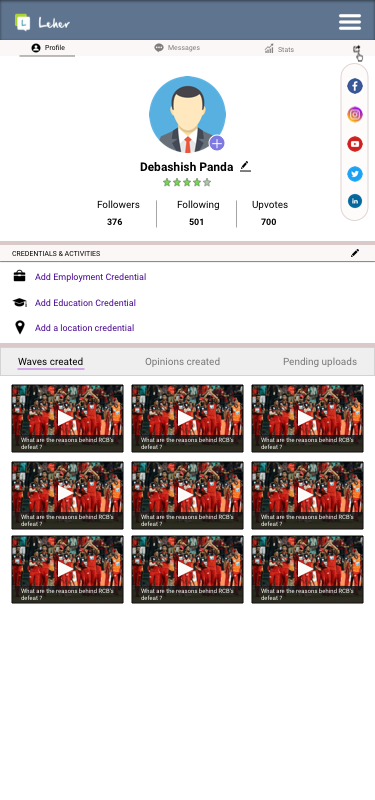 L Leher
Profile Messages Stats
Debashish Panda
Followers Following Upvotes
376 501 700
CREDENTIALS & ACTIVITIES
Add Employment Credential
Add Education Credential
Add a location credential
Waves created Opinions created Pending uploads
What are the reasons behind RCB's
defeat ?
What are the reasons behind RCB's
defeat ?
What are the reasons behind RCB's
defeat ?
What are the reasons behind RCB's
defeat ?
What are the reasons behind RCB's
defeat ?
What are the reasons behind RCB's
defeat ?
What are the reasons behind RCB's
defeat ?
What are the reasons behind RCB's
defeat ?
What are the reasons behind RCB's
defeat ?